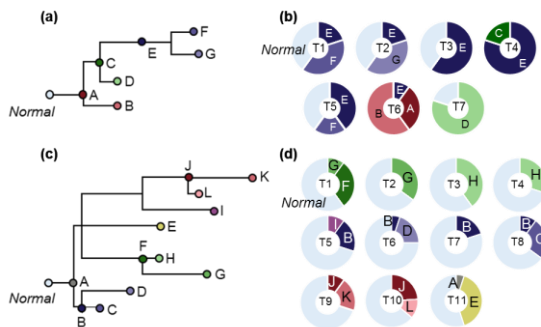 (a)
F
G
E
C
D
A
B
Normal
(b)
Normal
T1
E
F
T2
E
G
T3
E
T4
C
E
T5
E
F
T6
E
A
B
T7
D
(c)
J
K
L
I
E
F
H
G
A
D
B
C
Normal
(d)
Normal
T1
G
F
T2
G
T3
H
T4
H
T5
I
B
T6
B
D
T7
B
T8
B
T9
J
K
T10
J
L
T11
A
E